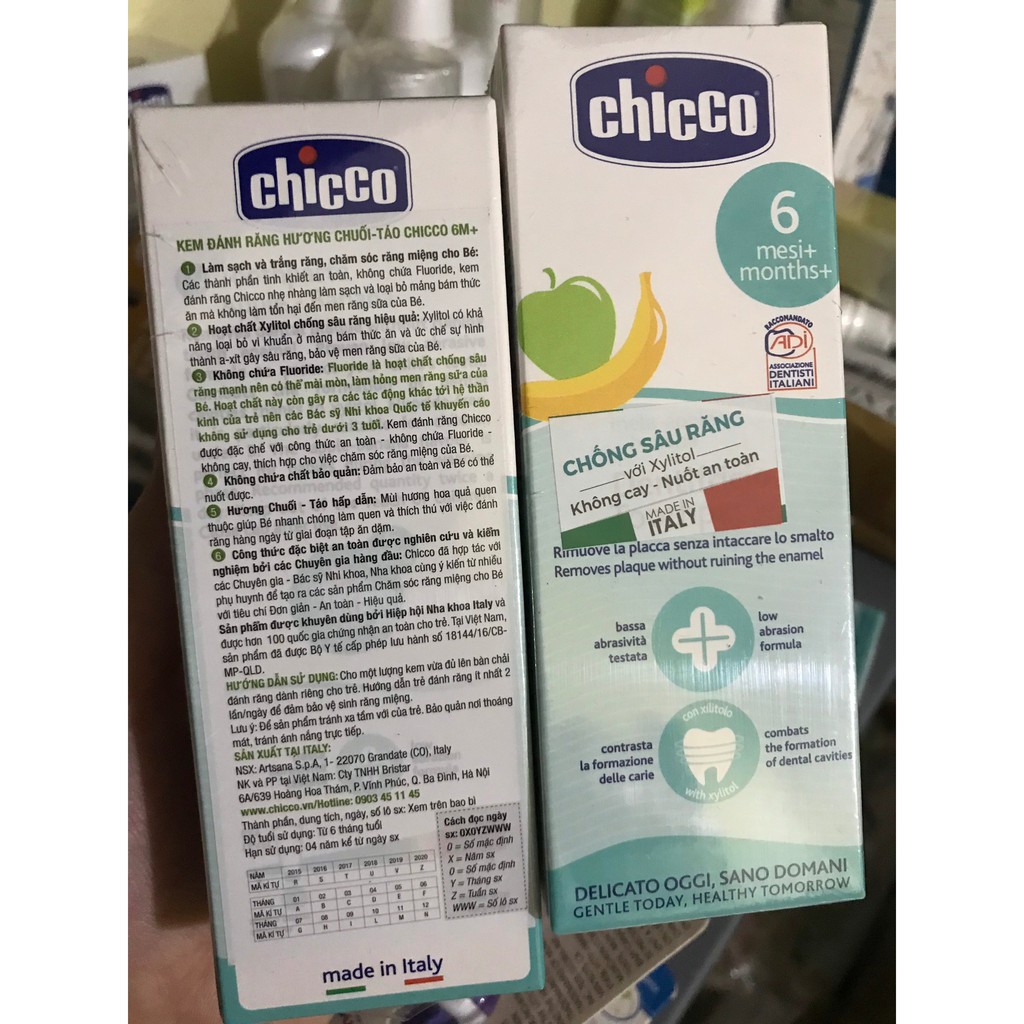 chicco
KEM ĐÁNH RĂNG HƯƠNG CHUỐI-TÁO CHICCO 6M+
1 Làm sạch và trắng răng, chăm sóc răng miệng cho Bé:
Các thành phần tinh khiết an toàn, không chứa Fluoride, kem
đánh răng Chicco nhẹ nhàng làm sạch và loại bỏ mảng bám thức
ăn mà không làm tổn hại đến men răng sữa của Bé.
2 Hoạt chất Xylitol chống sâu răng hiệu quả: Xylitol có khả
năng loại bỏ vi khuẩn ở mảng bám thức ăn và ức chế sự hình
thành a-xít gây sâu răng, bảo vệ men răng sữa của Bé.
3 Không chứa Fluoride: Fluoride là hoạt chất chống sâu
răng mạnh nên có thể mài mòn, làm hỏng men răng sữa của
Bé. Hoạt chất này còn gây ra các tác động khác tới hệ thần
kinh của trẻ nên các Bác sỹ Nhi khoa Quốc tế khuyến cáo
không sử dụng cho trẻ dưới 3 tuổi. Kem đánh răng Chicco
được đặc chế với công thức an toàn - không chứa Fluoride -
không cay, thích hợp cho việc chăm sóc răng miệng của Bé.
4 Không chứa chất bảo quản: Đảm bảo an toàn và Bé có thể
nuốt được.
5 Hương Chuối - Táo hấp dẫn: Mùi hương hoa quả quen
thuộc giúp Bé nhanh chóng làm quen và thích thú với việc đánh
răng hàng ngày từ giai đoạn tập ăn dặm.
6 Công thức đặc biệt an toàn được nghiên cứu và kiểm
nghiệm bởi các Chuyên gia hàng đầu: Chicco đã hợp tác với
các Chuyên gia - Bác sỹ Nhi khoa, Nha khoa cùng ý kiến từ nhiều
phụ huynh để tạo ra các sản phẩm Chăm sóc răng miệng cho Bé
với tiêu chí Đơn giản - An toàn - Hiệu quả.
Sản phẩm được khuyên dùng bởi Hiệp hội Nha khoa Italy và
được hơn 100 quốc gia chứng nhận an toàn cho trẻ. Tại Việt Nam,
sản phẩm đã được Bộ Y tế cấp phép lưu hành số 18144/16/CB-
MP-QLD.
HƯỚNG DẪN SỬ DỤNG: Cho một lượng kem vừa đủ lên bàn chải
đánh răng dành riêng cho trẻ. Hướng dẫn trẻ đánh răng ít nhất 2
lần/ngày để đảm bảo vệ sinh răng miệng.
Lưu ý: Để sản phẩm tránh xa tầm với của trẻ. Bảo quản nơi thoáng
mát, tránh ánh nắng trực tiếp.
SẢN XUẤT TẠI ITALY:
NSX: Artsana S.p.A, 1- 22070 Grandate (CO), Italy
NK và PP tại Việt Nam: Cty TNHH Bristar
6A/639 Hoàng Hoa Thám, P. Vĩnh Phúc, Q. Ba Đình, Hà Nội
www.chicco.vn/Hotline: 0903 45 11 45
Thành phần, dung tích, ngày, số lô sx: Xem trên bao bì
Độ tuổi sử dụng: Từ 6 tháng tuổi
Hạn sử dụng: 04 năm kể từ ngày sx
Cách đọc ngày
sx: 0X0YZWWW
0 = Số mặc định
X = Năm sx
0 = Số mặc định
Y = Tháng sx
Z = Tuần sx
WWW = Số lô sx
NĂM 2015 2016 2017 2018 2019 2020
MÃ KÍ TỰ R S T U V Z
THÁNG 01 02 03 04 05 06
MÃ KÍ TỰ A B C D E F
THÁNG 07 08 09 10 11 12
MÃ KÍ TỰ G H I L M N
made in Italy
chicco
6
mesi+
months+
RACCOMANDATO
ADI
ASSOCIAZIONE
DENTISTI
ITALIANI
CHỐNG SÂU RĂNG
với Xylitol
Không cay - Nuốt an toàn
MADE IN
ITALY
Rimuove la placca senza intaccare lo smalto
Removes plaque without ruining the enamel
bassa
abrasività
testata
low
abrasion
formula
contrasta
la formazione
delle carie
con xilitolo
with xylitol
combats
the formation
of dental cavities
DELICATO OGGI, SANO DOMANI
GENTLE TODAY, HEALTHY TOMORROW